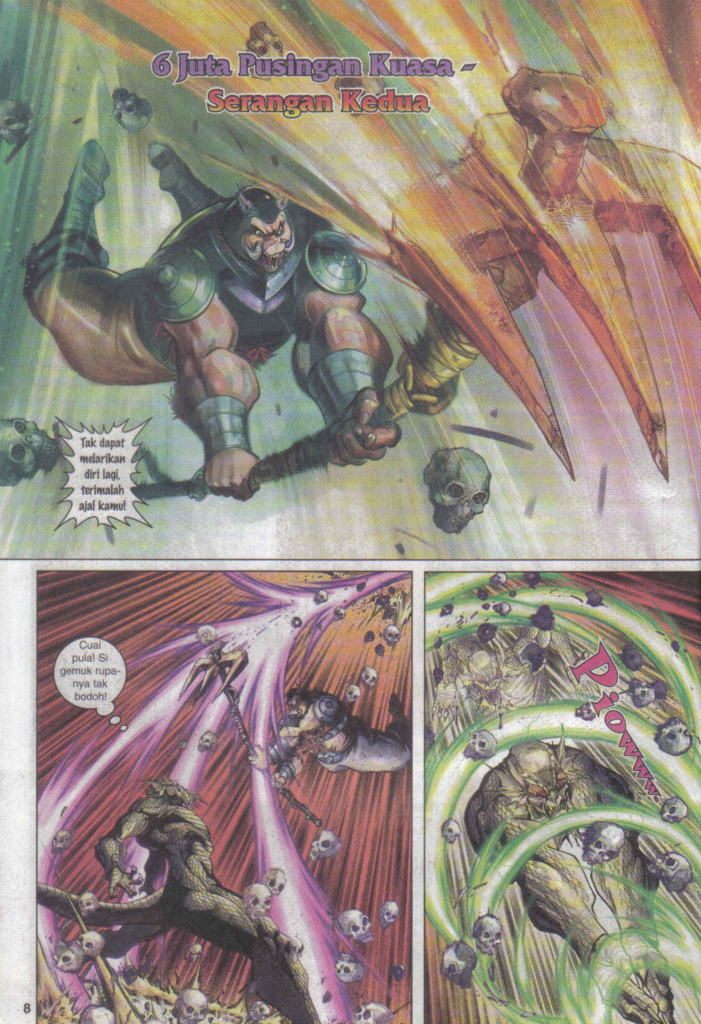 6 Juta Pusingan Kuasa -
Serangan Kedua
Tak dapat
melarikan
diri lagi,
terimalah
ajal kamu!
Cuai
pula! Si
gemuk rupa-
nya tak
bodoh!
Piowww..
8